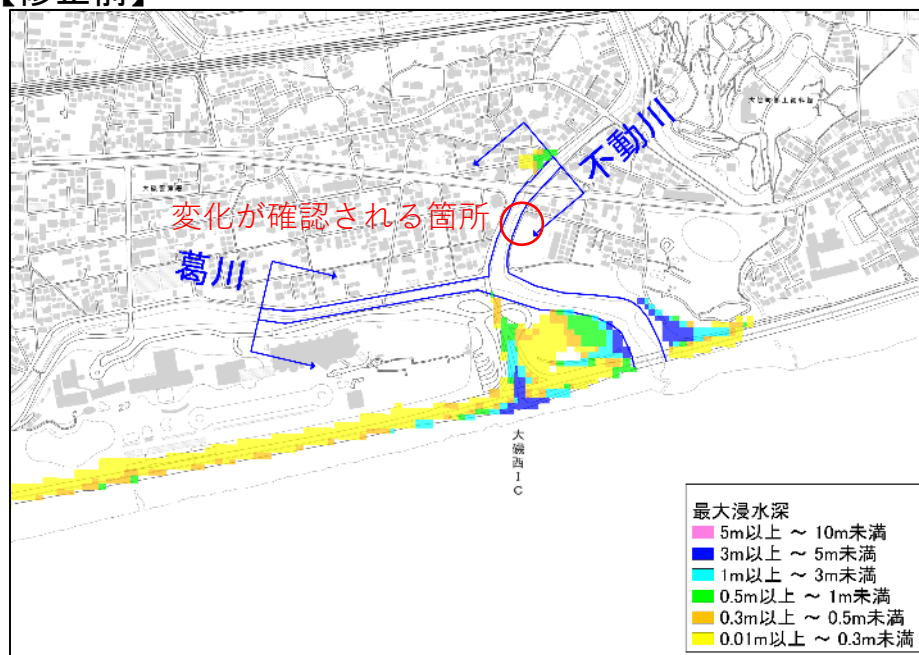 【修正前】
不動川
変化が確認される箇所
葛川
大磯西IC
最大浸水深
5m以上 ～ 10m未満
3m以上 ～ 5m未満
1m以上 ～ 3m未満
0.5m以上 ～ 1m未満
0.3m以上 ～ 0.5m未満
0.01m以上 ～ 0.3m未満